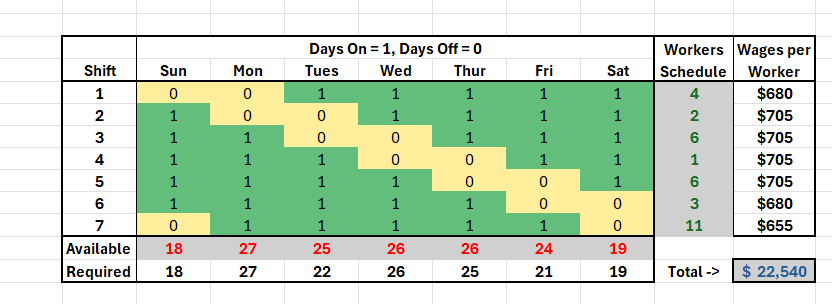 Days On = 1, Days Off = 0 Workers Wages per
Shift Sun Mon Tues Wed Thur Fri Sat Schedule Worker
1 0 0 1 1 1 1 1 4 $680
2 1 0 0 1 1 1 1 2 $705
3 1 1 0 0 1 1 1 6 $705
4 1 1 1 0 0 1 1 1 $705
5 1 1 1 1 0 0 1 6 $705
6 1 1 1 1 1 0 0 3 $680
7 0 1 1 1 1 1 0 11 $655
Available 18 27 25 26 26 24 19
Required 18 27 22 26 25 21 19 Total -> $ 22,540